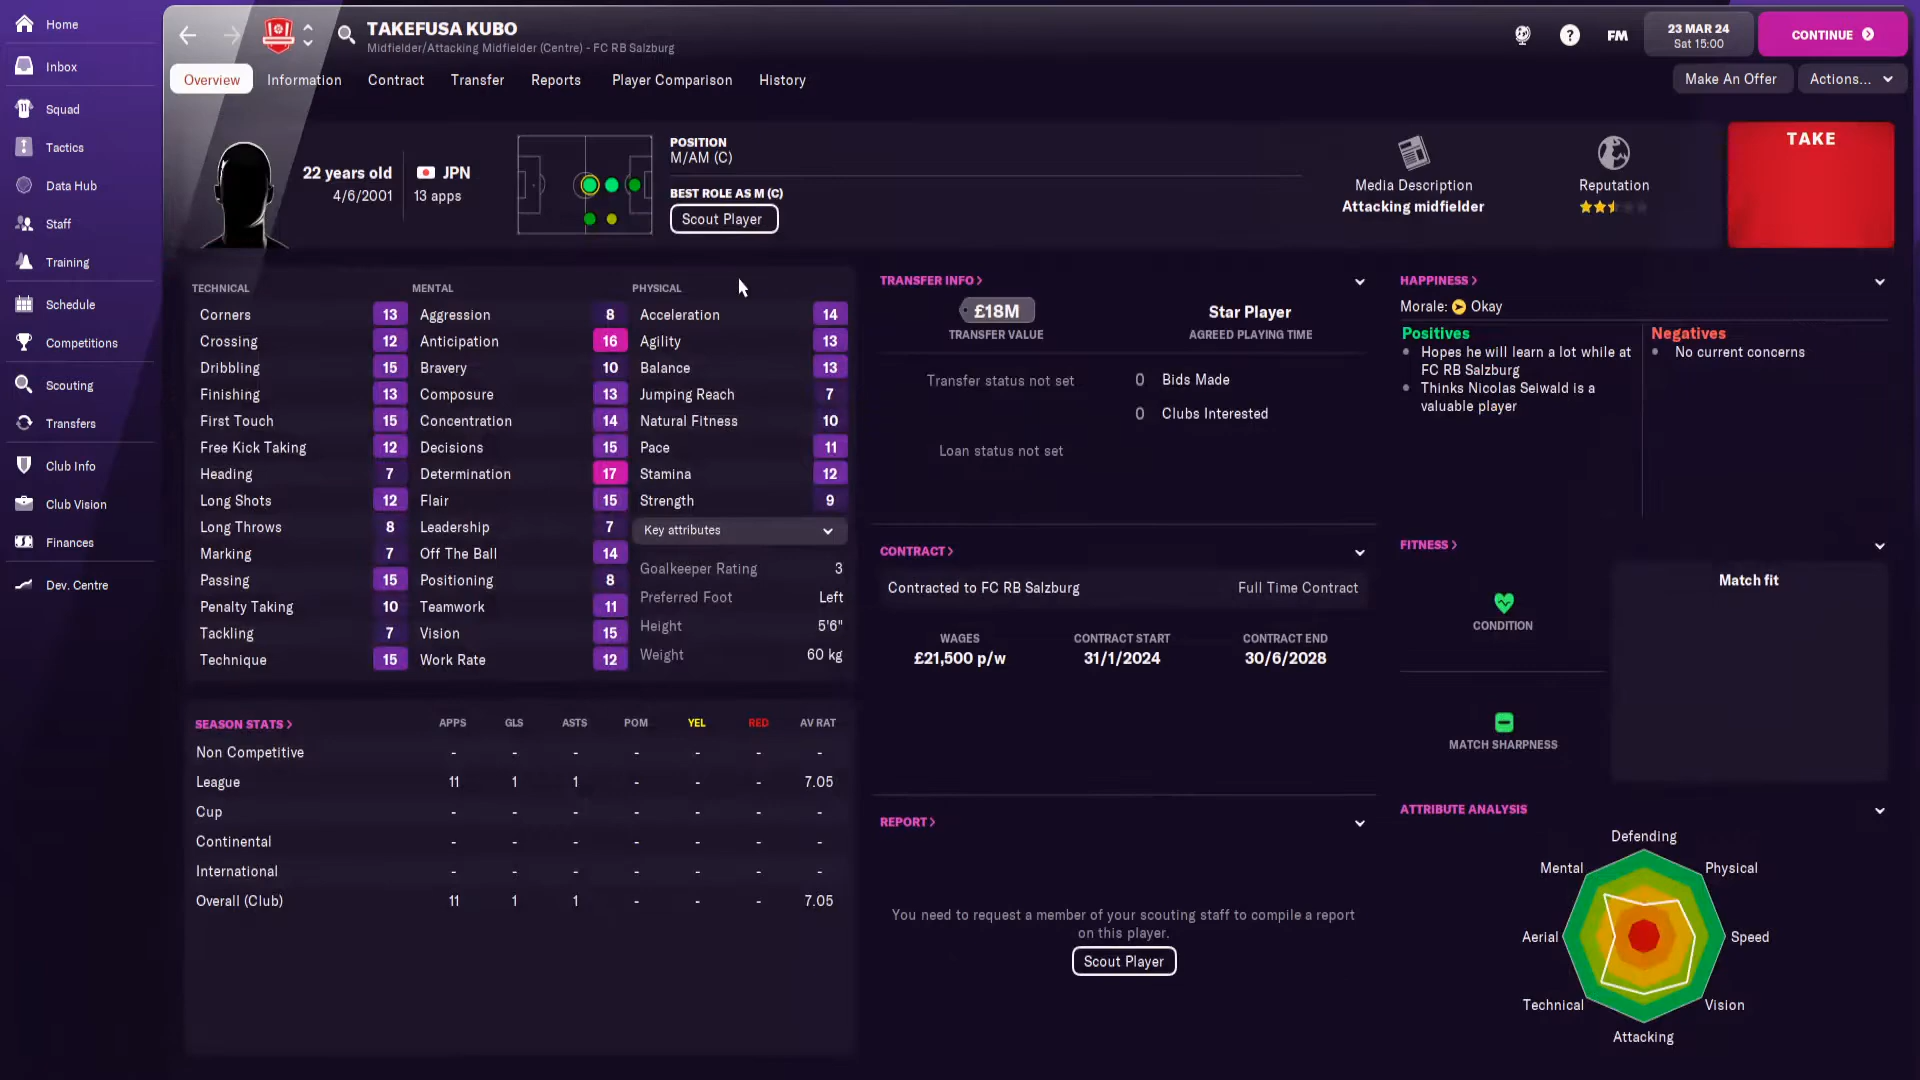 Home
Inbox
Squad
Tactics
Data Hub
Staff
Training
Schedule
Competitions
Scouting
Transfers
Club Info
Club Vision
Finances
Dev. Centre
TAKEFUSA KUBO
Midfielder/Attacking Midfielder (Centre) - FC RB Salzburg
? FM
23 MAR 24
Sat 15:00
CONTINUE
Overview Information Contract Transfer Reports Player Comparison History
Make An Offer Actions...
22 years old
4/6/2001
JPN
13 apps
POSITION
M/AM (C)
BEST ROLE AS M (C)
Scout Player
Media Description
Attacking midfielder
Reputation
TAKE
TECHNICAL MENTAL PHYSICAL
Corners 13 Aggression 8 Acceleration 14
Crossing 12 Anticipation 16 Agility 13
Dribbling 15 Bravery 10 Balance 13
Finishing 13 Composure 13 Jumping Reach 7
First Touch 15 Concentration 14 Natural Fitness 10
Free Kick Taking 12 Decisions 15 Pace 11
Heading 7 Determination 17 Stamina 12
Long Shots 12 Flair 15 Strength 9
Long Throws 8 Leadership 7 Key attributes
Marking 7 Off The Ball 14 Goalkeeper Rating 3
Passing 15 Positioning 8 Preferred Foot Left
Penalty Taking 10 Teamwork 11 Height 5'6"
Tackling 7 Vision 15 Weight 60 kg
Technique 15 Work Rate 12
SEASON STATS > APPS GLS ASTS POM YEL RED AV RAT
Non Competitive - - - - - - -
League 11 1 1 - - - 7.05
Cup - - - - - - -
Continental - - - - - - -
International - - - - - - -
Overall (Club) 11 1 1 - - - 7.05
TRANSFER INFO >
£18M
TRANSFER VALUE
Star Player
AGREED PLAYING TIME
Transfer status not set
0 Bids Made
0 Clubs Interested
Loan status not set
CONTRACT >
Contracted to FC RB Salzburg Full Time Contract
WAGES CONTRACT START CONTRACT END
£21,500 p/w 31/1/2024 30/6/2028
REPORT >
You need to request a member of your scouting staff to compile a report
on this player.
Scout Player
HAPPINESS >
Morale: Okay
Positives
Hopes he will learn a lot while at
FC RB Salzburg
Thinks Nicolas Seiwald is a
valuable player
Negatives
No current concerns
FITNESS >
CONDITION
MATCH SHARPNESS
Match fit
ATTRIBUTE ANALYSIS
Defending
Mental Physical
Aerial Speed
Technical Vision
Attacking